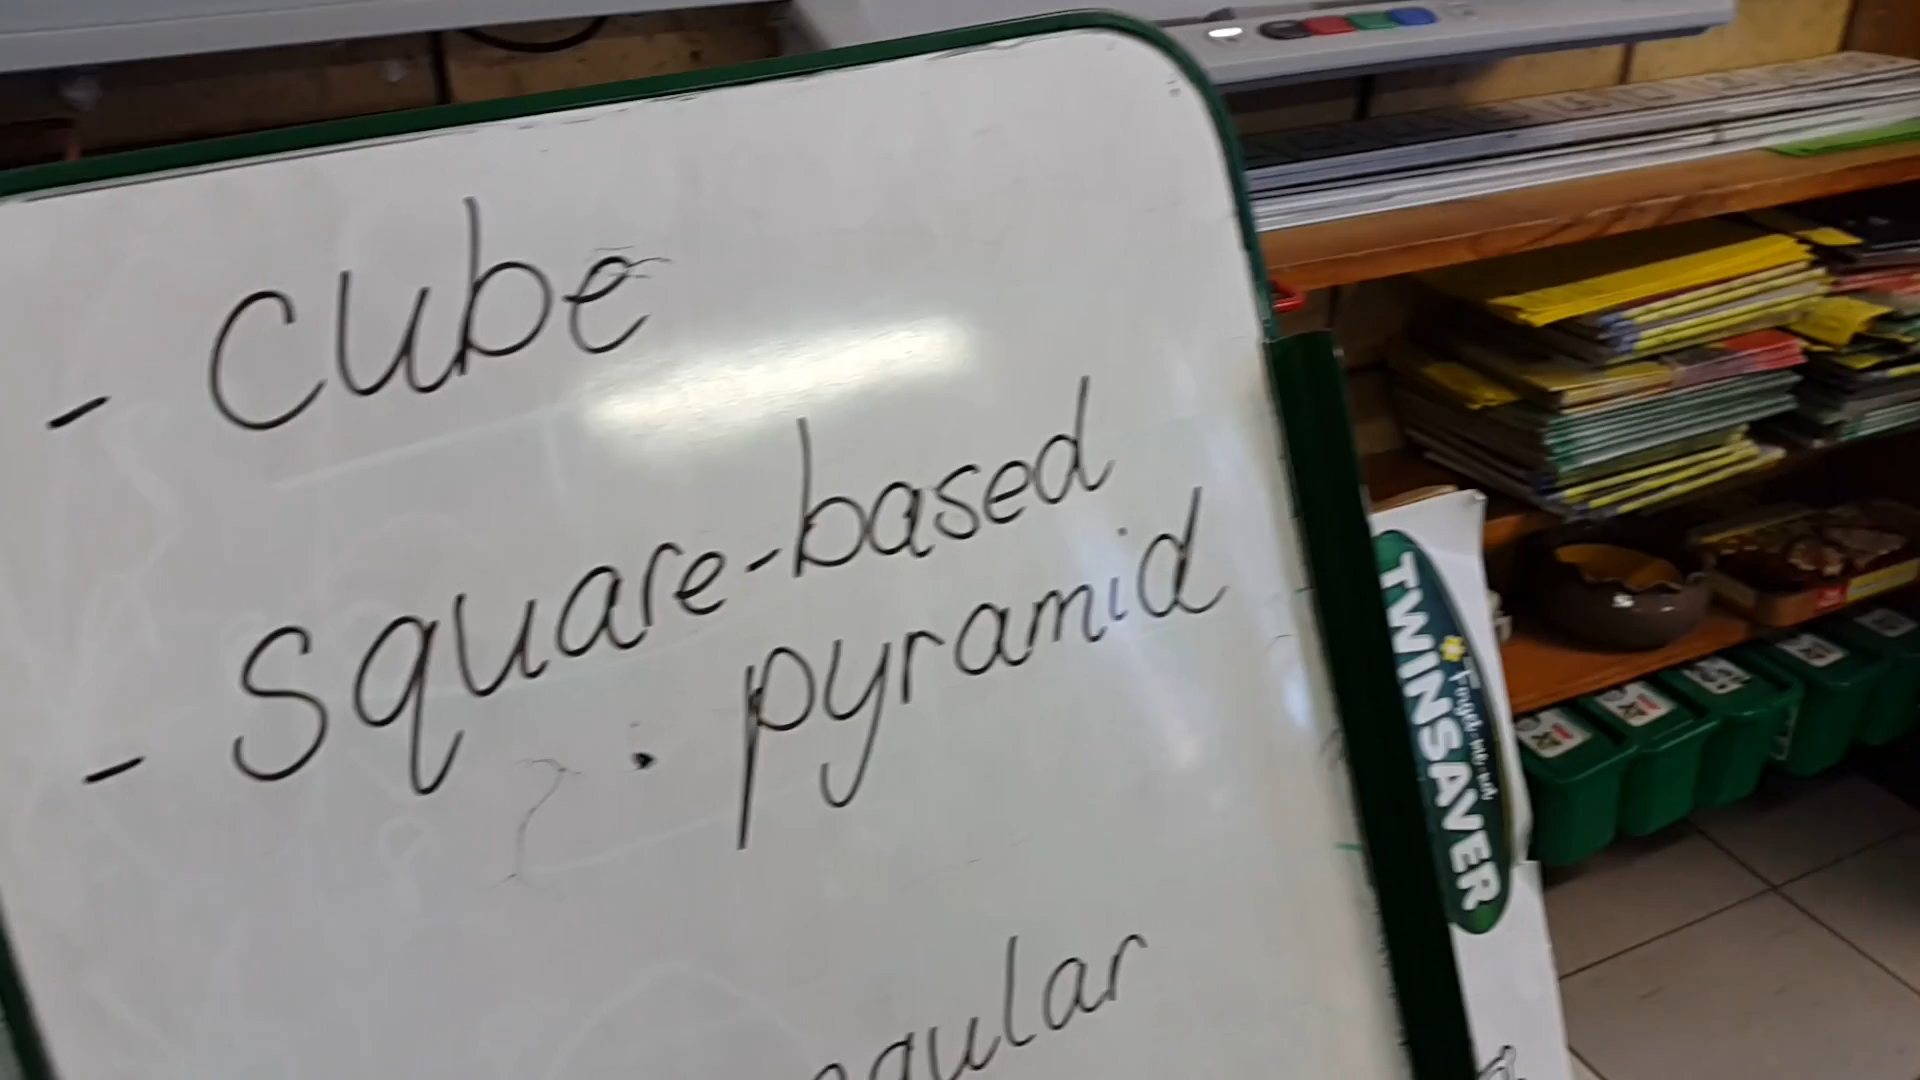 - cube
- square-based
pyramid
TWINSAVER